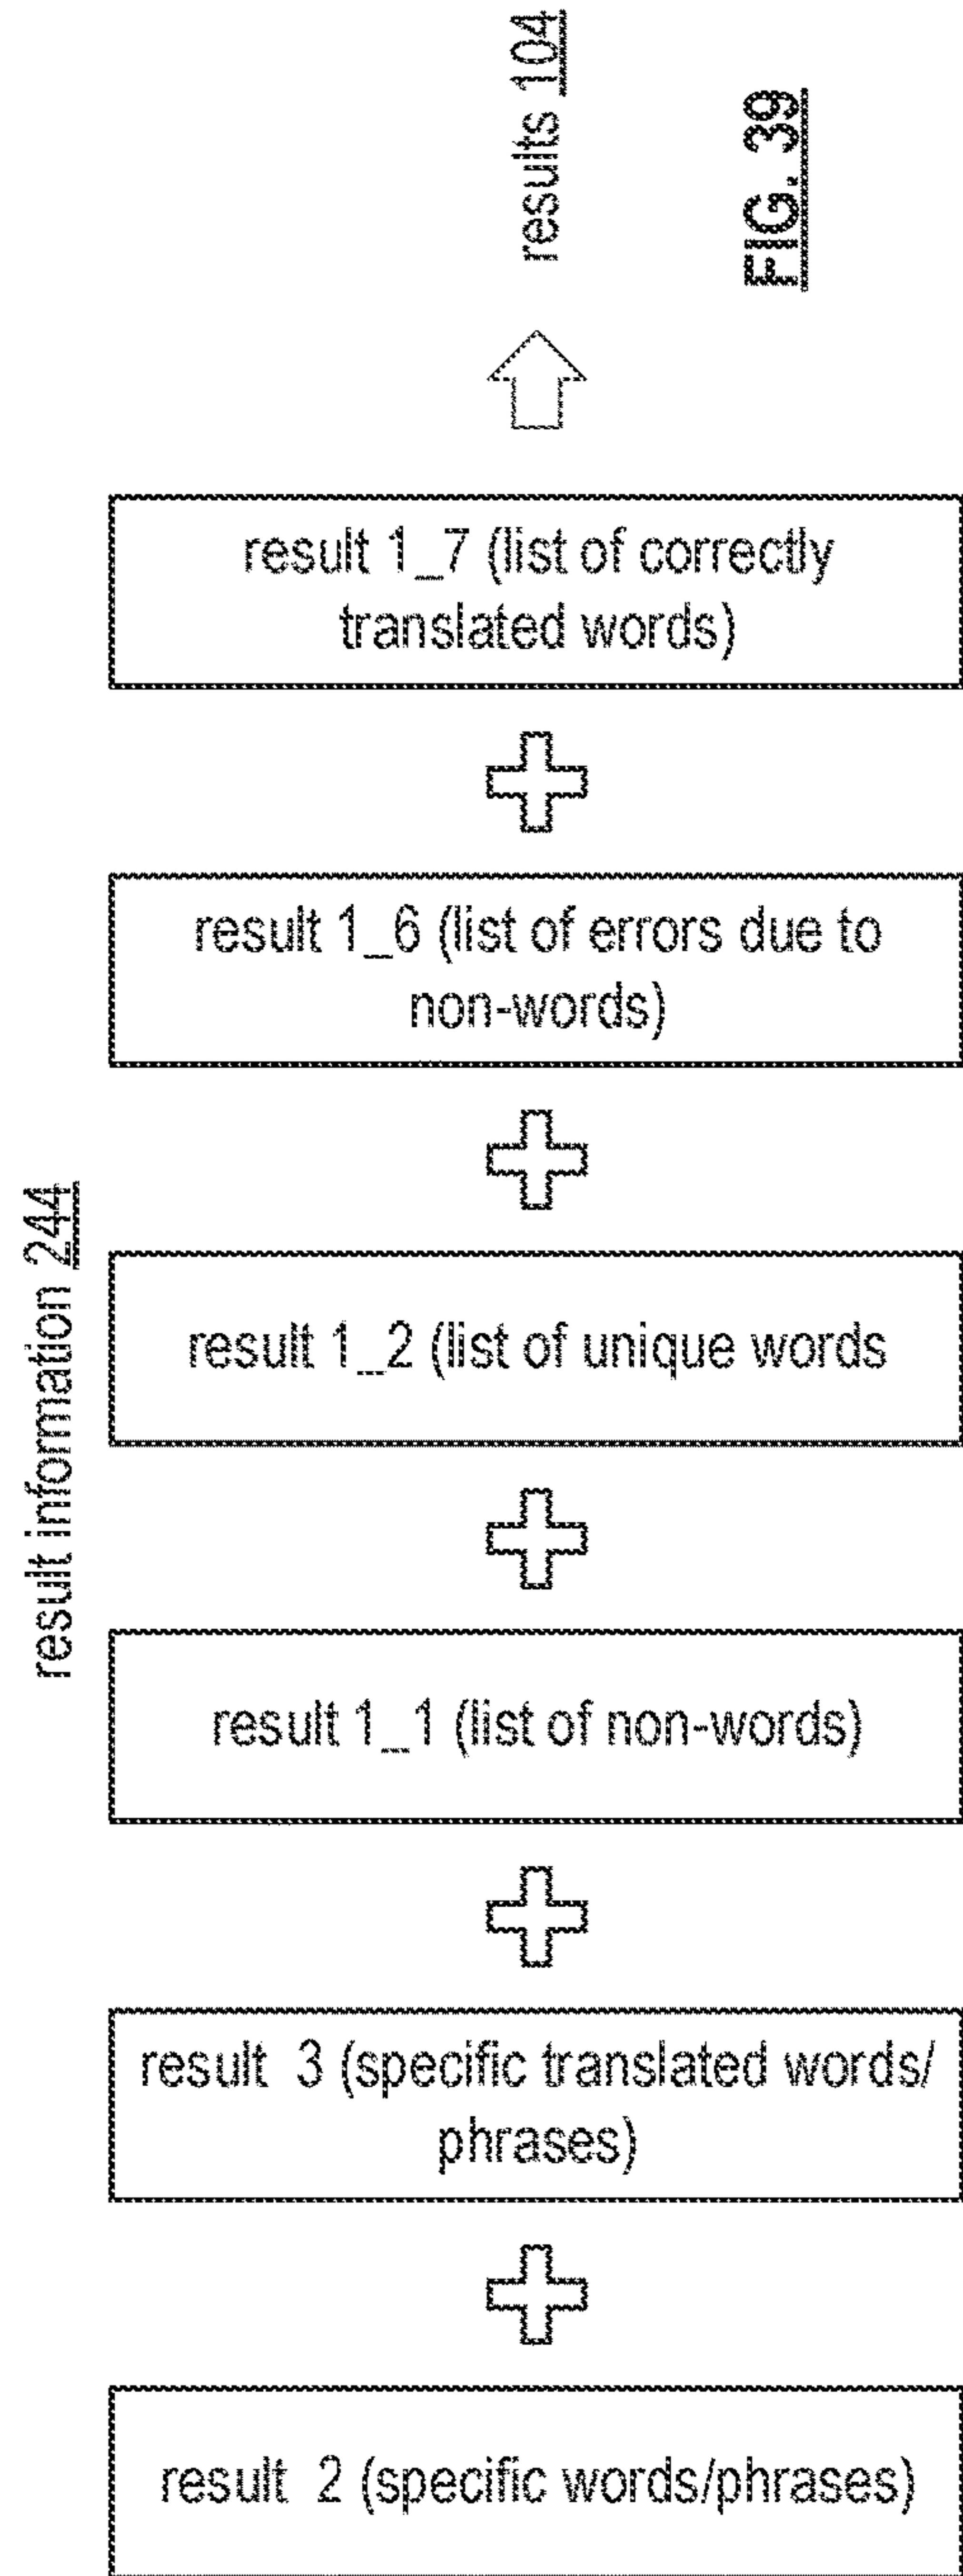 results 104
FIG. 39
result 1_7 (list of correctly
translated words)
result 1_6 (list of errors due to
non-words)
result information 244
result 1_2 (list of unique words
result 1_1 (list of non-words)
result 3 (specific translated words/
phrases)
result 2 (specific words/phrases)